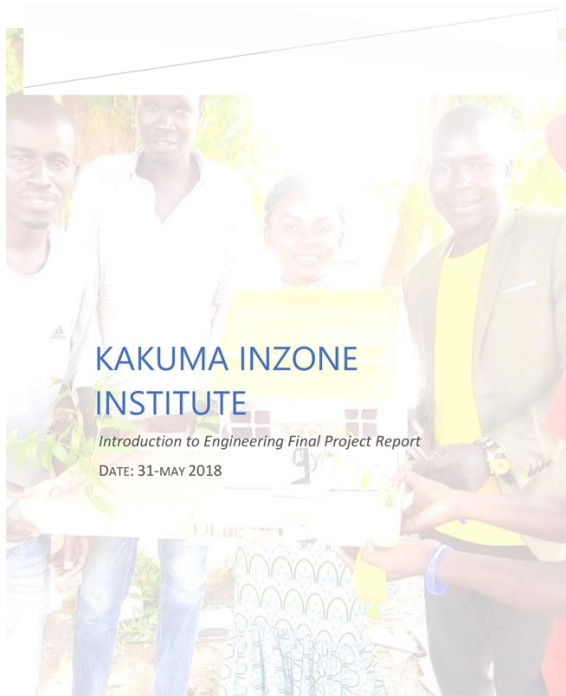 KAKUMA INZONE
INSTITUTE
Introduction to Engineering Final Project Report
DATE: 31-MAY 2018